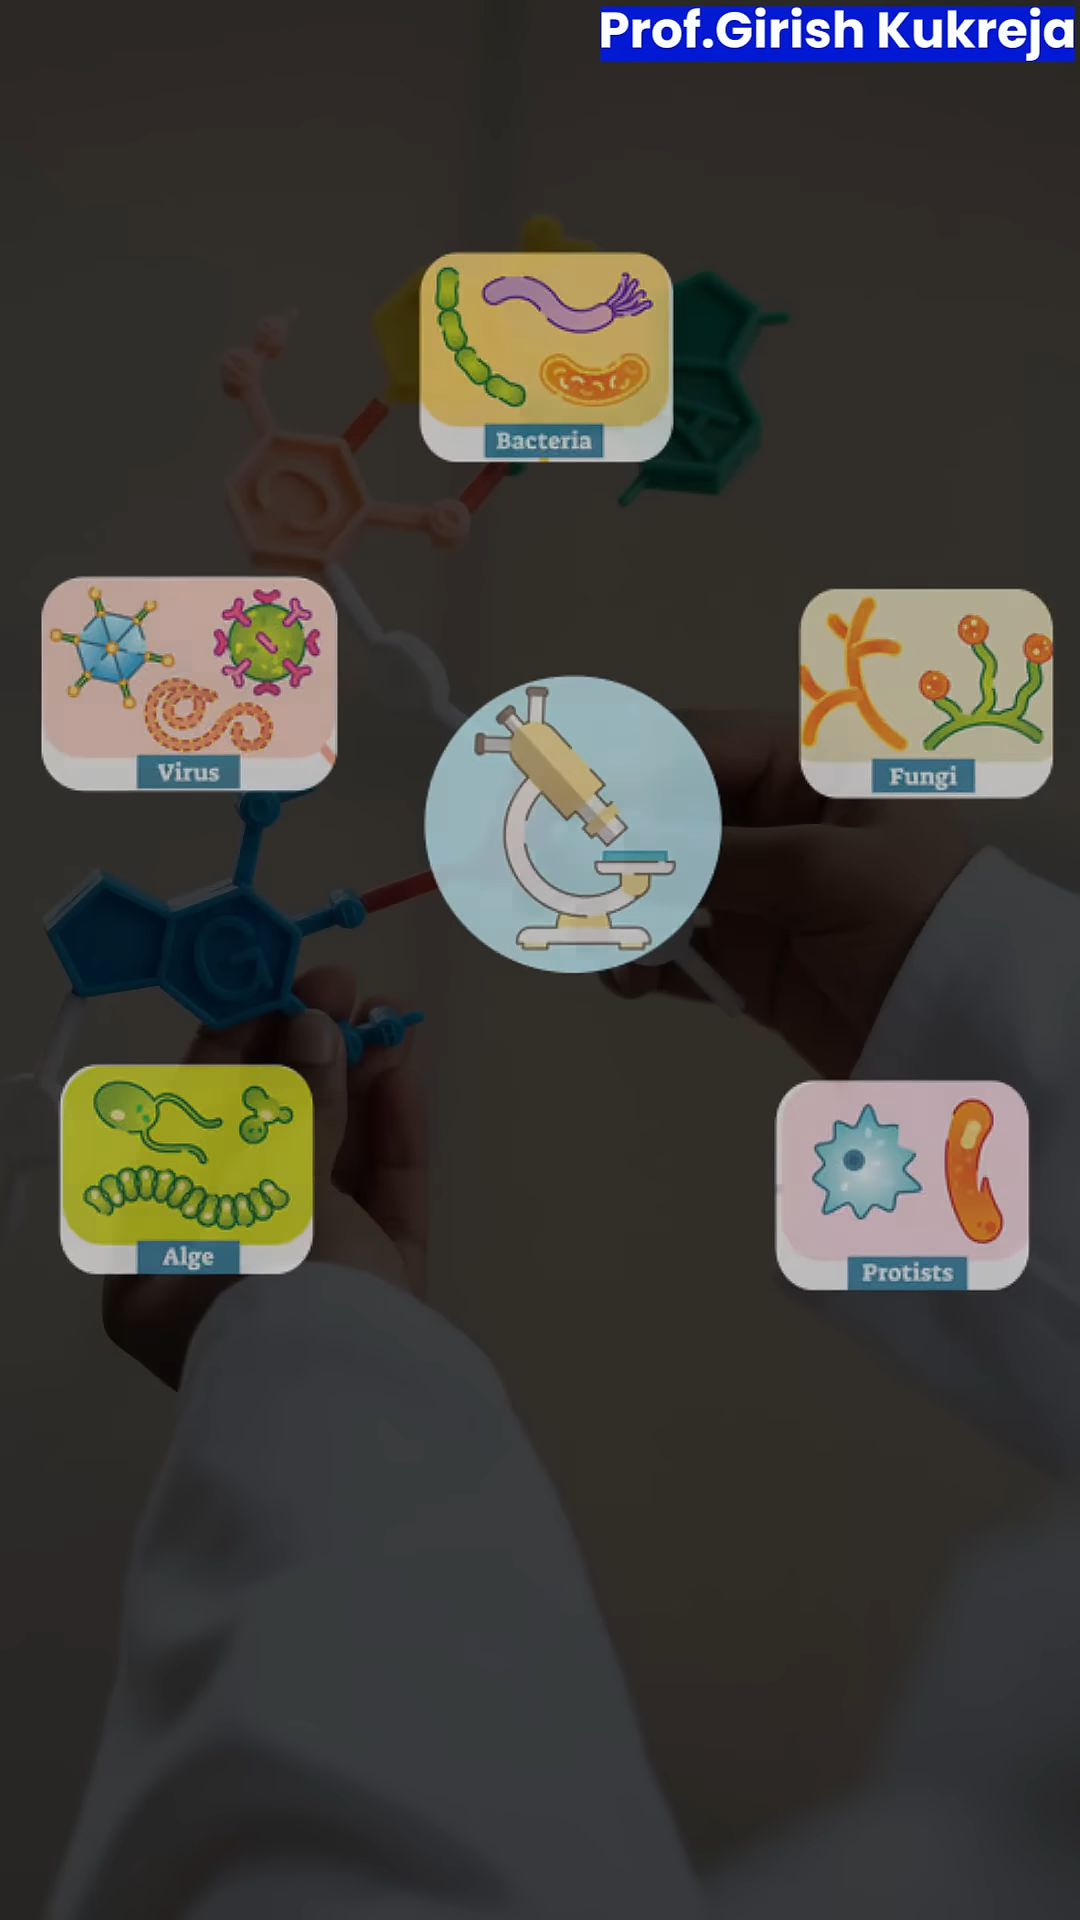 Prof.Girish Kukreja
Bacteria
Virus
Fungi
G
Alge
Protists